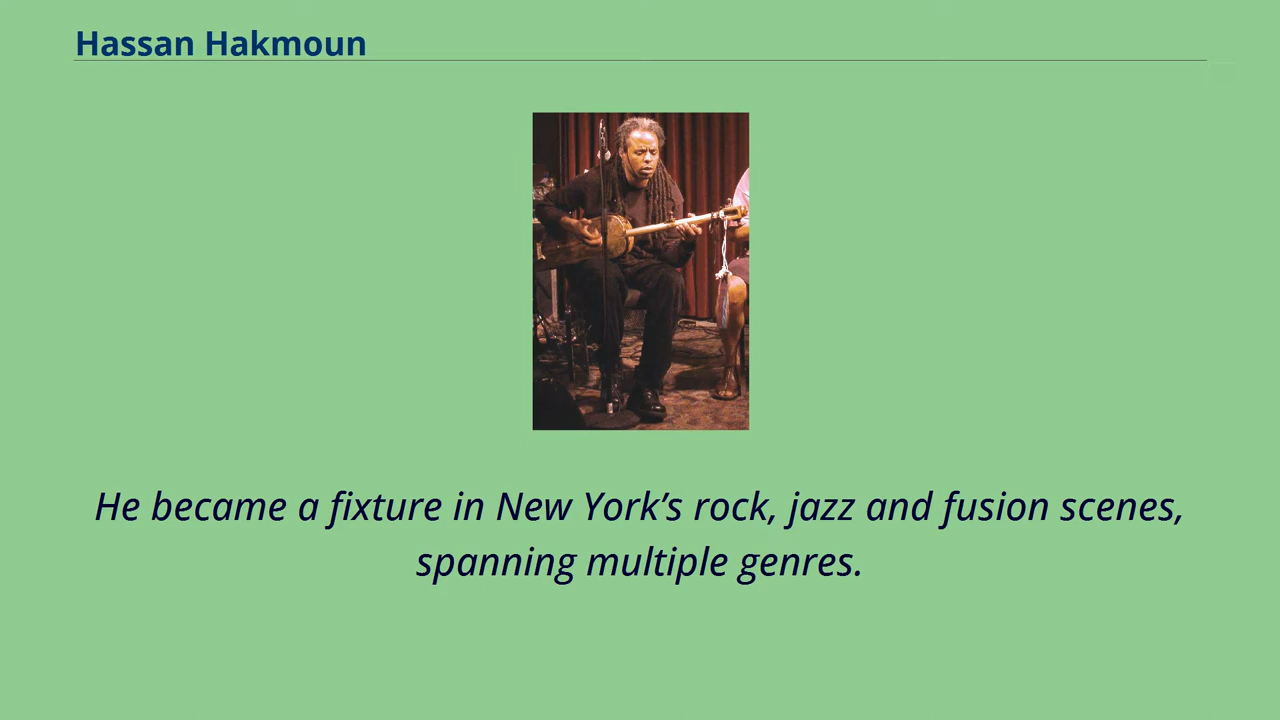 Hassan Hakmoun
He became a fixture in New York’s rock, jazz and fusion scenes,
spanning multiple genres.